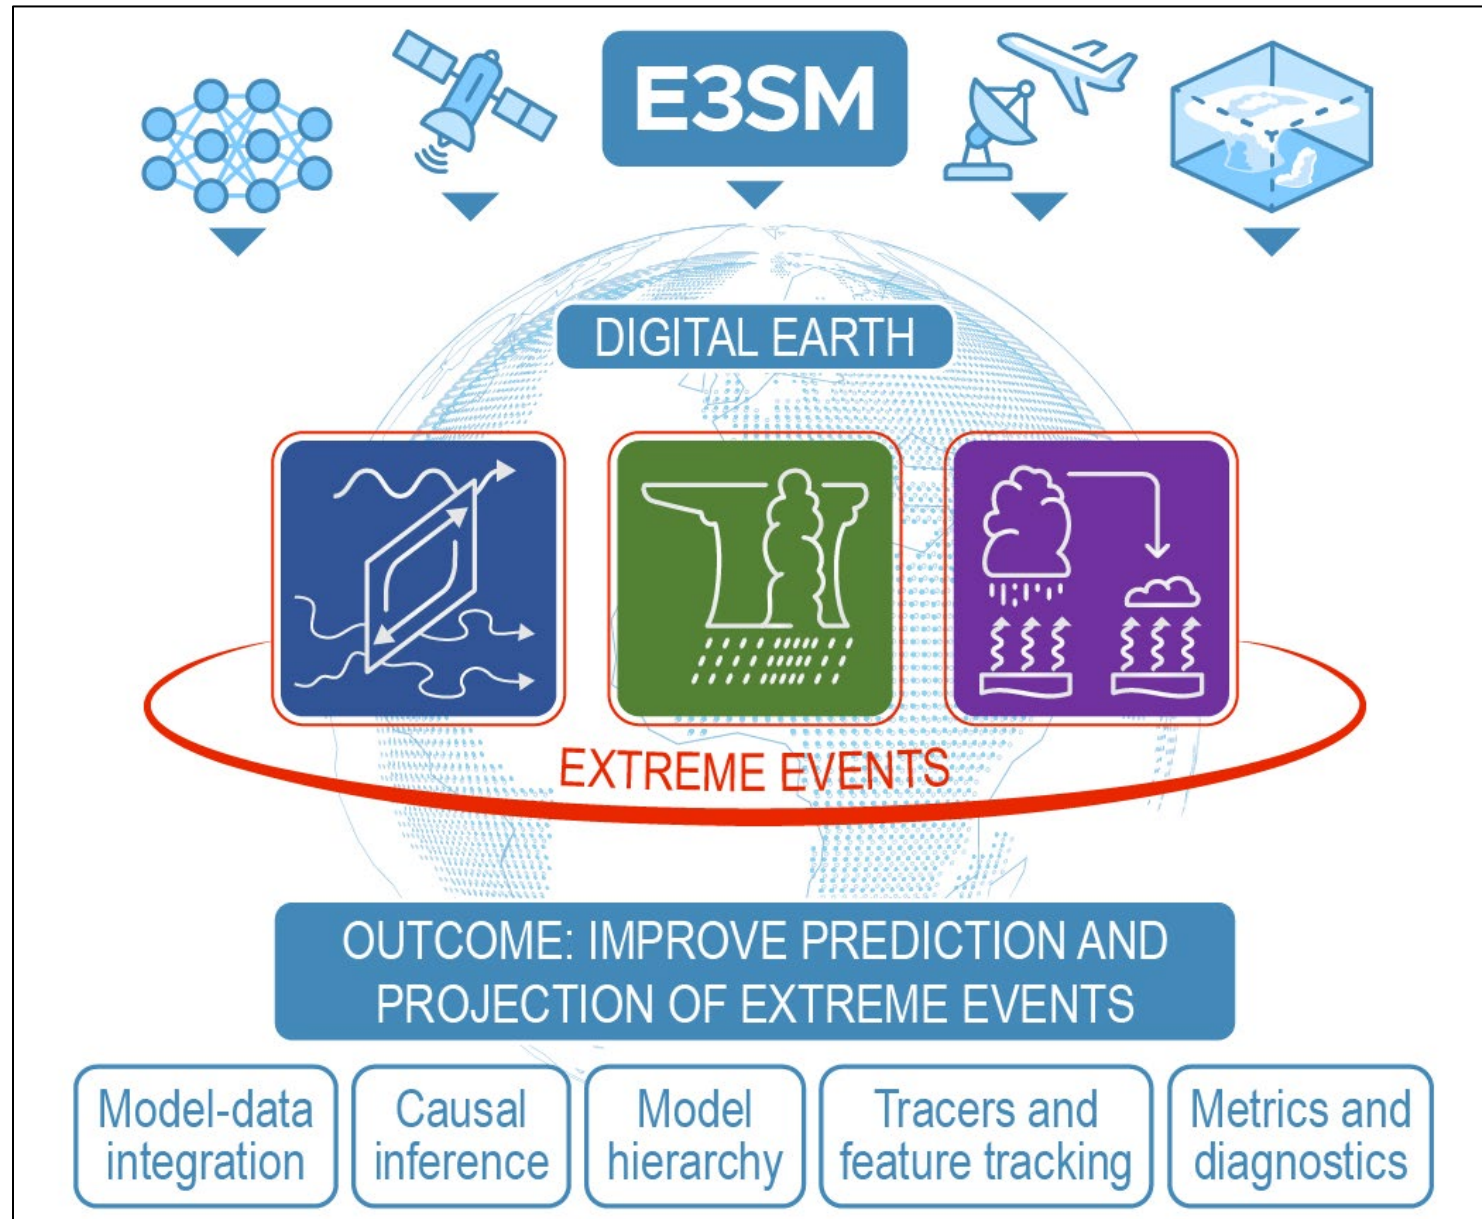 E3SM
DIGITAL EARTH
EXTREME EVENTS
OUTCOME: IMPROVE PREDICTION AND
PROJECTION OF EXTREME EVENTS
Model-data
integration
Causal
inference
Model
hierarchy
Tracers and
feature tracking
Metrics and
diagnostics